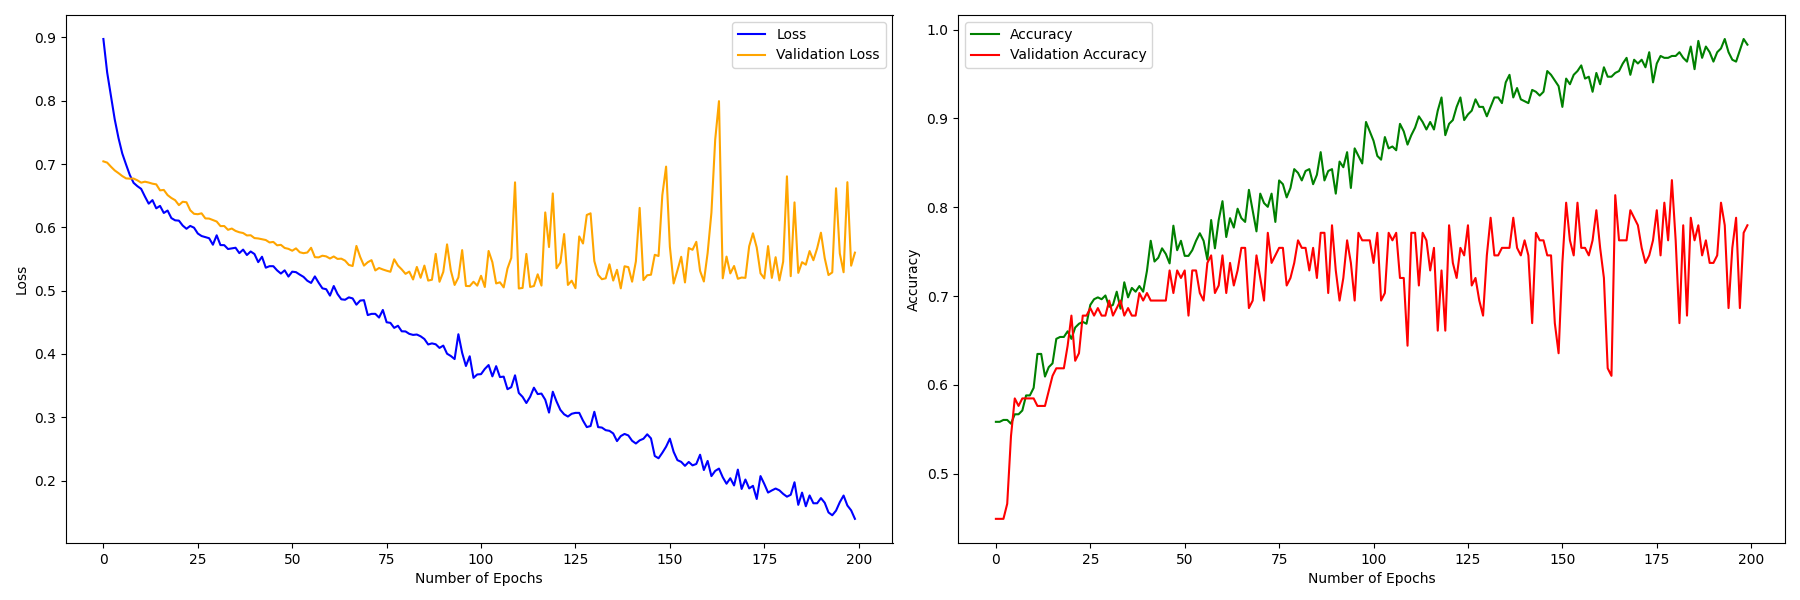 Loss
Validation Loss
0.9
0.8
0.7
0.6
0.5
0.4
0.3
0.2
Loss
0 25 50 75 100 125 150 175 200
Number of Epochs
Accuracy
Validation Accuracy
1.0
0.9
0.8
0.7
0.6
0.5
Accuracy
0 25 50 75 100 125 150 175 200
Number of Epochs